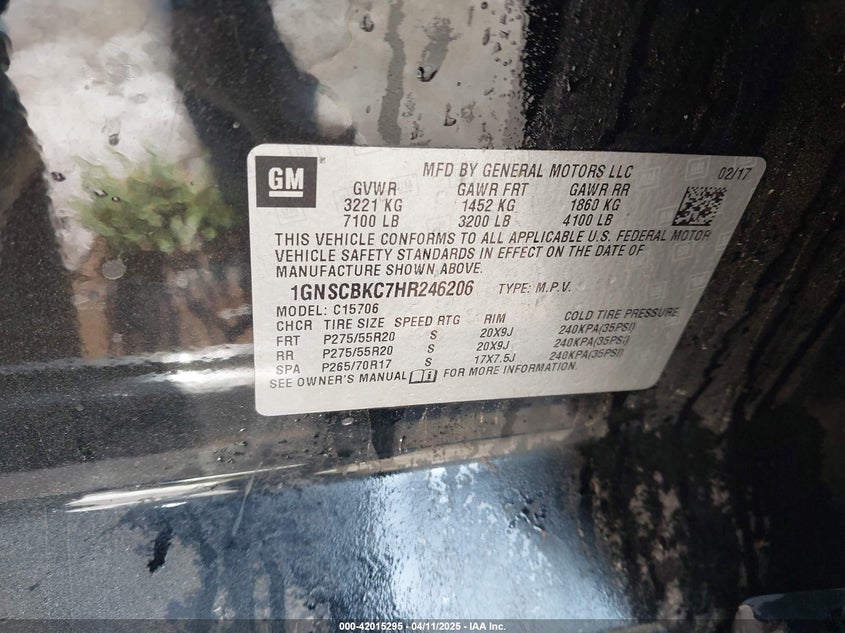 GM
MFD BY GENERAL MOTORS LLC 02/17
GVWR GAWR FRT GAWR RR
3221 KG 1452 KG 1860 KG
7100 LB 3200 LB 4100 LB
THIS VEHICLE CONFORMS TO ALL APPLICABLE U.S. FEDERAL MOTOR
VEHICLE SAFETY STANDARDS IN EFFECT ON THE DATE OF
MANUFACTURE SHOWN ABOVE.
1GNSCBKC7HR246206 TYPE: M.P.V.
MODEL: C15706
CHCR TIRE SIZE SPEED RTG RIM COLD TIRE PRESSURE
FRT P275/55R20 S 20X9J 240KPA(35PSI)
RR P275/55R20 S 20X9J 240KPA(35PSI)
SPA P265/70R17 S 17X7.5J 240KPA(35PSI)
SEE OWNER'S MANUAL FOR MORE INFORMATION.
000-42015295 - 04/11/2025 - IAA Inc.